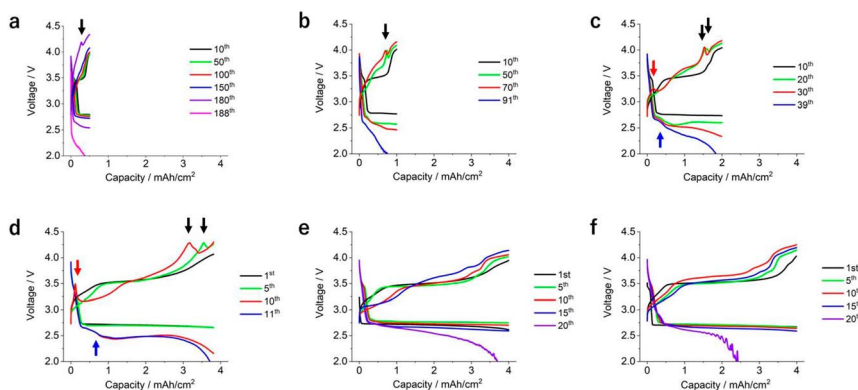 a
4.5
4.0
3.5
3.0
2.5
2.0
Voltage / V
0 1 2 3 4
Capacity / mAh/cm²
10th
50th
100th
150th
180th
188th
b
4.5
4.0
3.5
3.0
2.5
2.0
Voltage / V
0 1 2 3 4
Capacity / mAh/cm²
10th
50th
70th
91th
c
4.5
4.0
3.5
3.0
2.5
2.0
Voltage / V
0 1 2 3 4
Capacity / mAh/cm²
10th
20th
30th
39th
d
4.5
4.0
3.5
3.0
2.5
2.0
Voltage / V
0 1 2 3 4
Capacity / mAh/cm²
1st
5th
10th
11th
e
4.5
4.0
3.5
3.0
2.5
2.0
Voltage / V
0 1 2 3 4
Capacity / mAh/cm²
1st
5th
10th
15th
20th
f
4.5
4.0
3.5
3.0
2.5
2.0
Voltage / V
0 1 2 3 4
Capacity / mAh/cm²
1st
5th
10th
15th
20th